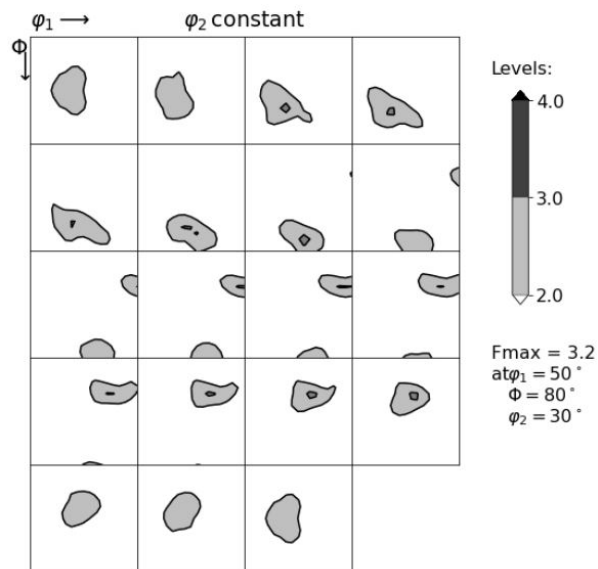 φ₁ ⟶ φ₂ constant
Φ ↓
Levels:
4.0
3.0
2.0
Fmax = 3.2
atφ₁ = 50°
Φ = 80°
φ₂ = 30°